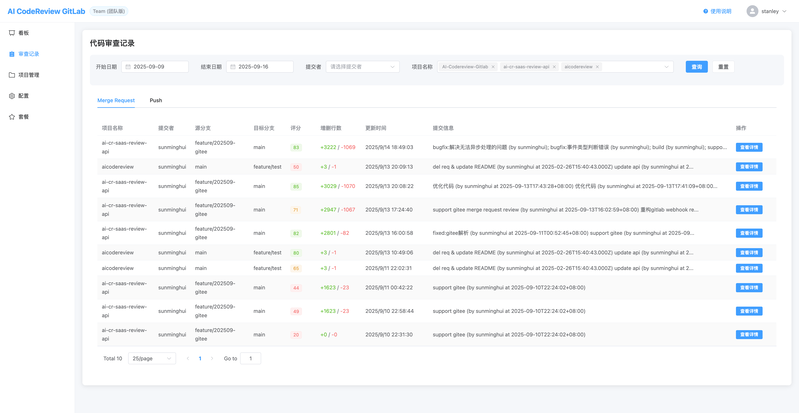 AI CodeReview GitLab Team (团队版) 使用说明 stanley
看板
审查记录
项目管理
配置
套餐
代码审查记录
开始日期 2025-09-09 结束日期 2025-09-16 提交者 请选择提交者 项目名称 Ai-Codereview-Gitlab ai-cr-saas-review-api aicodereview 查询 重置
Merge Request Push
项目名称 提交者 源分支 目标分支 评分 增删行数 更新时间 提交信息 操作
ai-cr-saas-review-api sunminghui feature/202509-gitee main 83 +3222 / -1069 2025/9/14 18:49:03 bugfix:解决无法异步处理的问题 (by sunminghui); bugfix:事件类型判断错误 (by sunminghui); build (by sunminghui); suppo... 查看详情
aicodereview sunminghui main feature/test +3 / -1 2025/9/13 20:09:13 del req & update README (by sunminghui at 2025-02-26T15:40:43.000Z) update api (by sunminghui at 2... 查看详情
ai-cr-saas-review-api sunminghui feature/202509-gitee main 85 +3029 / -1070 2025/9/13 20:08:22 优化代码 (by sunminghui at 2025-09-13T17:43:28+08:00) 优化代码 (by sunminghui at 2025-09-13T17:41:09+08:00... 查看详情
ai-cr-saas-review-api sunminghui feature/202509-gitee main 71 +2947 / -1067 2025/9/13 17:24:40 support gitee merge request review (by sunminghui at 2025-09-13T16:02:59+08:00) 重构gitlab webhook re... 查看详情
ai-cr-saas-review-api sunminghui feature/202509-gitee main 82 +2801 / -82 2025/9/13 16:00:58 fixed:gitee解析 (by sunminghui at 2025-09-11T00:52:45+08:00) support gitee (by sunminghui at 2025-09... 查看详情
aicodereview sunminghui main feature/test +3 / -1 2025/9/13 10:49:06 del req & update README (by sunminghui at 2025-02-26T15:40:43.000Z) update api (by sunminghui at 2... 查看详情
aicodereview sunminghui main feature/test +3 / -1 2025/9/11 22:02:31 del req & update README (by sunminghui at 2025-02-26T15:40:43.000Z) update api (by sunminghui at 2... 查看详情
ai-cr-saas-review-api sunminghui feature/202509-gitee main 44 +1623 / -23 2025/9/11 00:42:22 support gitee (by sunminghui at 2025-09-10T22:24:02+08:00) 查看详情
ai-cr-saas-review-api sunminghui feature/202509-gitee main 49 +1623 / -23 2025/9/10 22:58:44 support gitee (by sunminghui at 2025-09-10T22:24:02+08:00) 查看详情
ai-cr-saas-review-api sunminghui feature/202509-gitee main +0 / -0 2025/9/10 22:31:30 support gitee (by sunminghui at 2025-09-10T22:24:02+08:00) 查看详情
Total 10 25/page 1 Go to 1